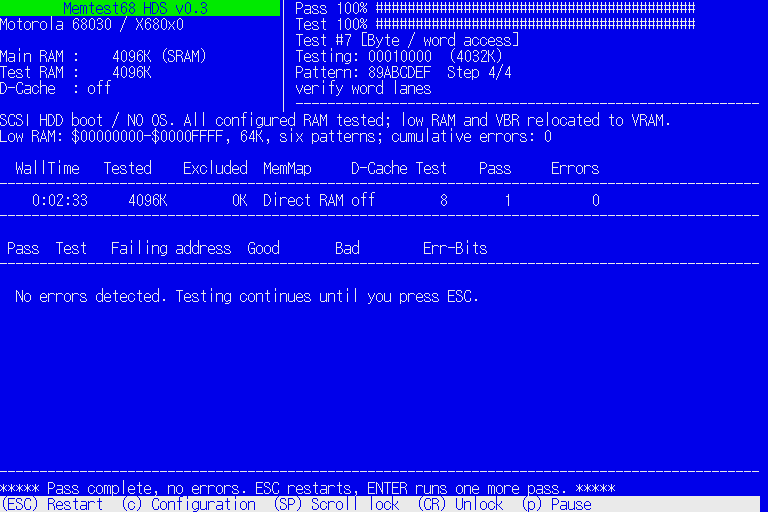 Memtest68 HDS v0.3
Pass 100% ########################################
Motorola 68030 / X680x0
Test 100% ########################################
Test #7 [Byte / word access]
Main RAM : 4096K (SRAM)
Testing: 00010000 (4032K)
Test RAM : 4096K
Pattern: 89ABCDEF Step 4/4
D-Cache : off
verify word lanes
SCSI HDD boot / NO OS. All configured RAM tested; low RAM and VBR relocated to VRAM.
Low RAM: $00000000-$0000FFFF, 64K, six patterns; cumulative errors: 0
WallTime Tested Excluded MemMap D-Cache Test Pass Errors
0:02:33 4096K 0K Direct RAM off 8 1 0
Pass Test Failing address Good Bad Err-Bits
No errors detected. Testing continues until you press ESC.
***** Pass complete, no errors. ESC restarts, ENTER runs one more pass. *****
(ESC) Restart (c) Configuration (SP) Scroll lock (CR) Unlock (p) Pause